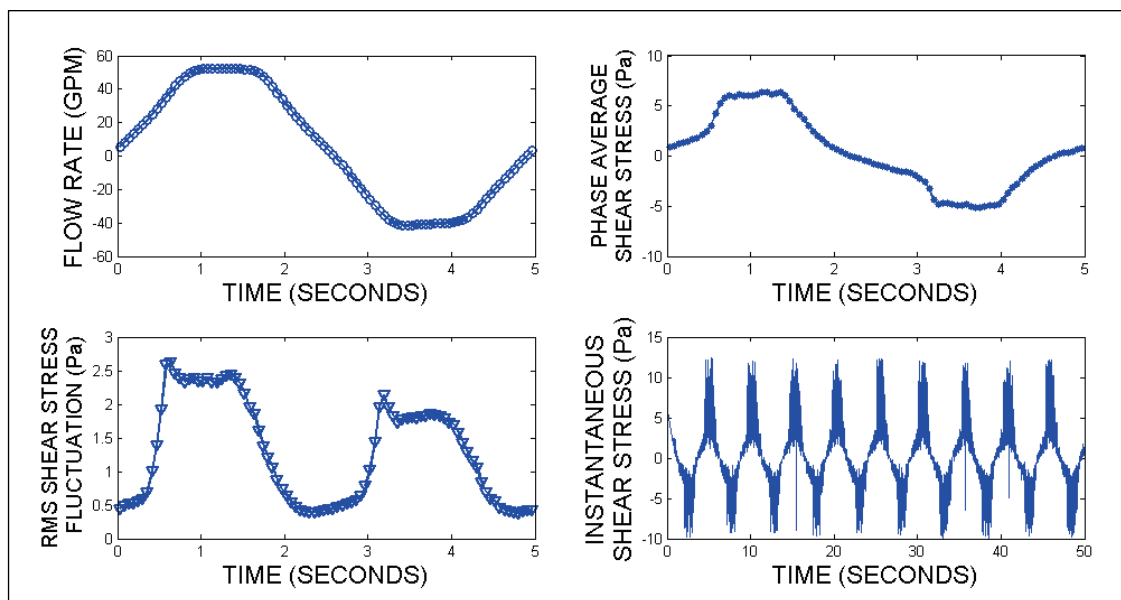 FLOW RATE (GPM)
60
40
20
0
-20
-40
-60
0 1 2 3 4 5
TIME (SECONDS)
PHASE AVERAGE
SHEAR STRESS (Pa)
10
5
0
-5
-10
0 1 2 3 4 5
TIME (SECONDS)
RMS SHEAR STRESS
FLUCTUATION (Pa)
3
2.5
2
1.5
1
0.5
0
0 1 2 3 4 5
TIME (SECONDS)
INSTANTANEOUS
SHEAR STTRESS (Pa)
15
10
5
0
-5
-10
0 10 20 30 40 50
TIME (SECONDS)